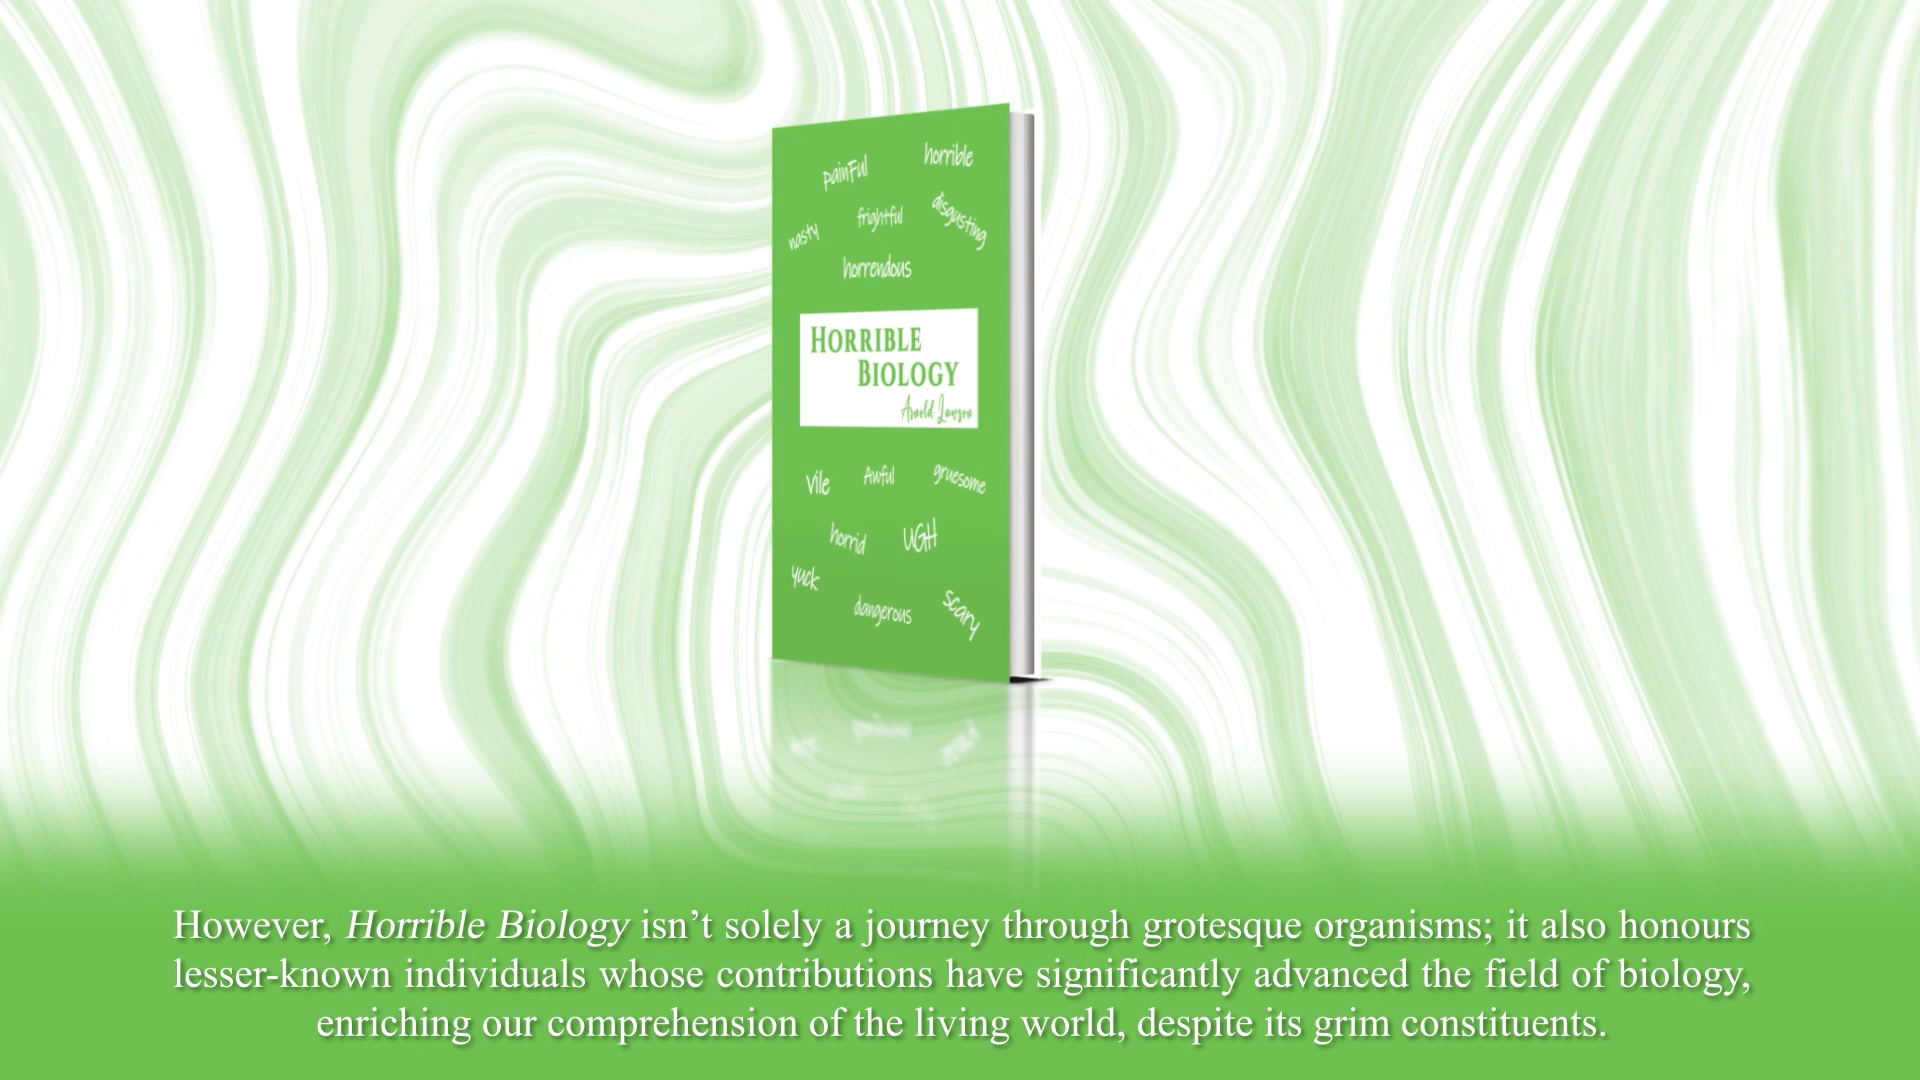 painful
horrible
nasty
frightful
disgusting
horrendous
HORRIBLE
BIOLOGY
Arnold Lawson
Vile
Awful
gruesome
horrid
UGH
yuck
dangerous
scary
However, Horrible Biology isn’t solely a journey through grotesque organisms; it also honours
lesser-known individuals whose contributions have significantly advanced the field of biology,
enriching our comprehension of the living world, despite its grim constituents.